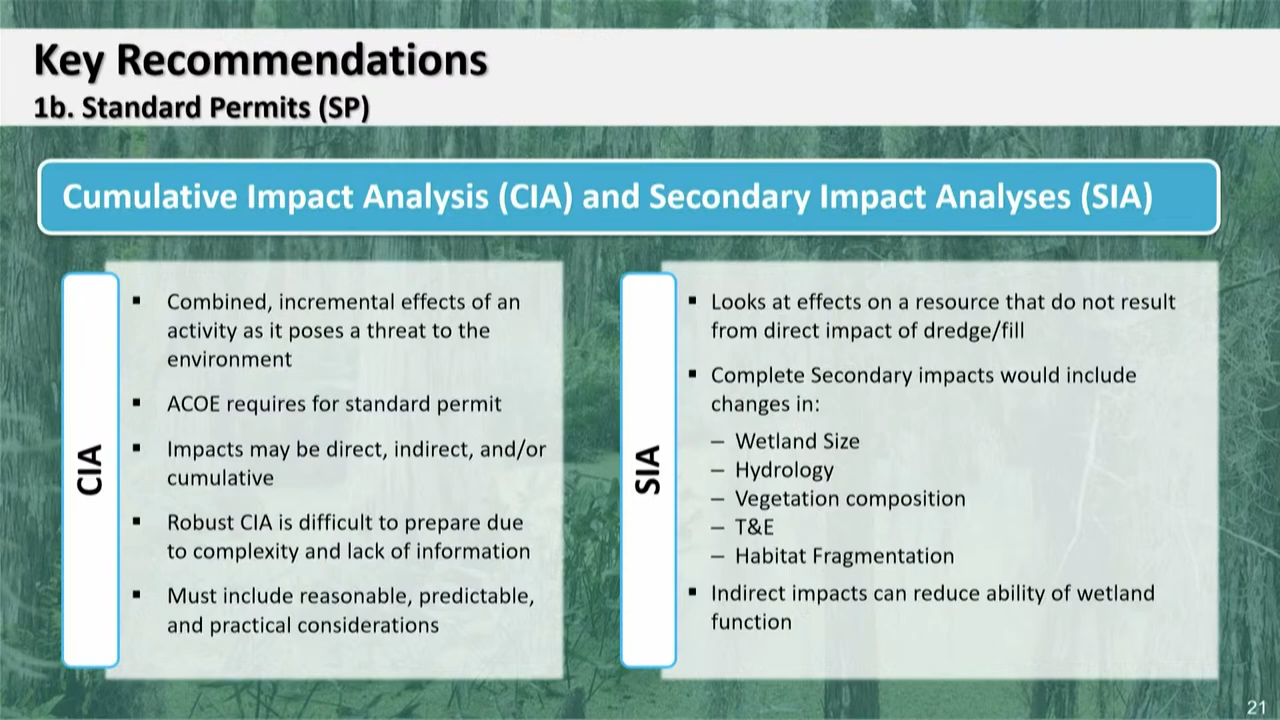 Key Recommendations
1b. Standard Permits (SP)
Cumulative Impact Analysis (CIA) and Secondary Impact Analyses (SIA)
CIA
▪ Combined, incremental effects of an
activity as it poses a threat to the
environment
▪ ACOE requires for standard permit
▪ Impacts may be direct, indirect, and/or
cumulative
▪ Robust CIA is difficult to prepare due
to complexity and lack of information
▪ Must include reasonable, predictable,
and practical considerations
SIA
▪ Looks at effects on a resource that do not result
from direct impact of dredge/fill
▪ Complete Secondary impacts would include
changes in:
– Wetland Size
– Hydrology
– Vegetation composition
– T&E
– Habitat Fragmentation
▪ Indirect impacts can reduce ability of wetland
function
21